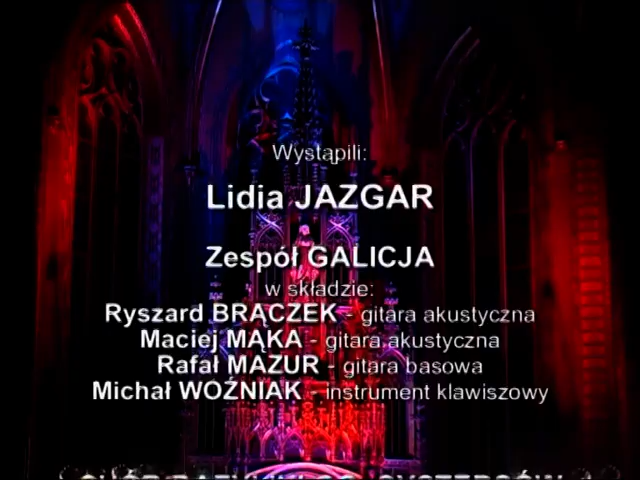 Wystąpili:
Lidia JAZGAR
Zespół GALICJA
w składzie:
Ryszard BRĄCZEK - gitara akustyczna
Maciej MĄKA - gitara akustyczna
Rafał MAZUR - gitara basowa
Michał WOŹNIAK - instrument klawiszowy